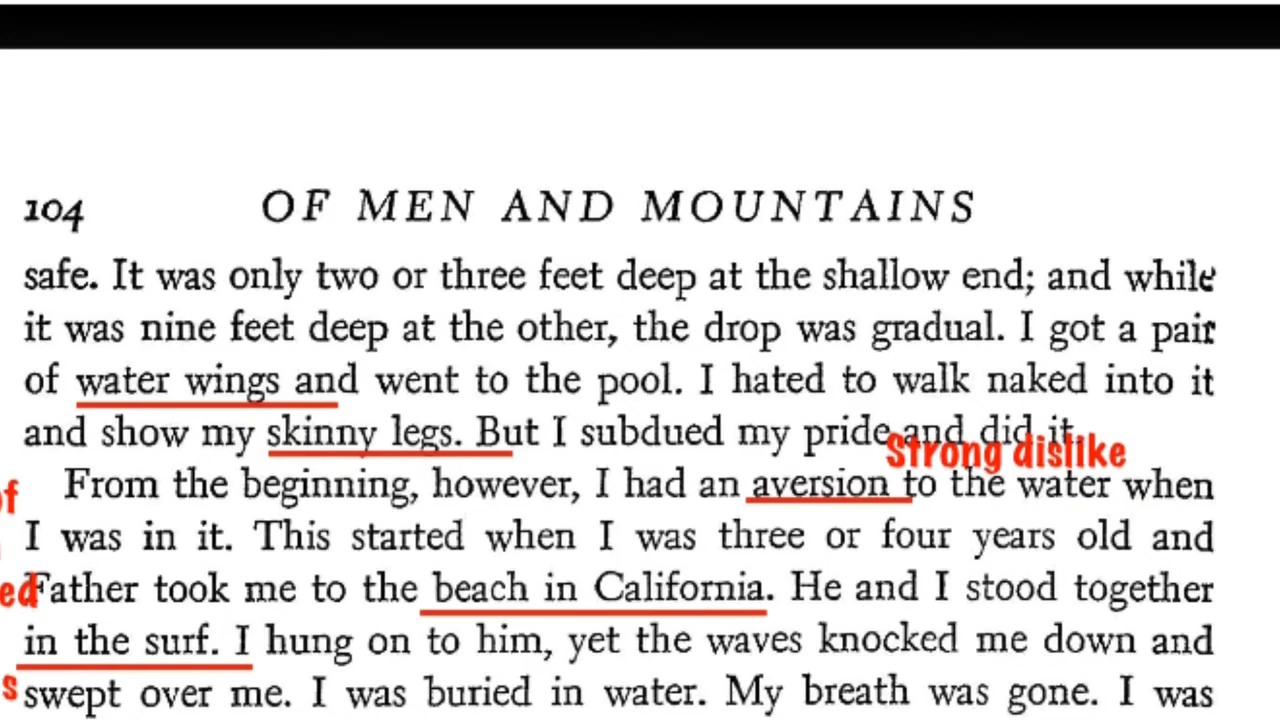 104 OF MEN AND MOUNTAINS
safe. It was only two or three feet deep at the shallow end; and while
it was nine feet deep at the other, the drop was gradual. I got a pair
of water wings and went to the pool. I hated to walk naked into it
and show my skinny legs. But I subdued my pride and did it.
Strong dislike
From the beginning, however, I had an aversion to the water when
I was in it. This started when I was three or four years old and
Father took me to the beach in California. He and I stood together
in the surf. I hung on to him, yet the waves knocked me down and
swept over me. I was buried in water. My breath was gone. I was